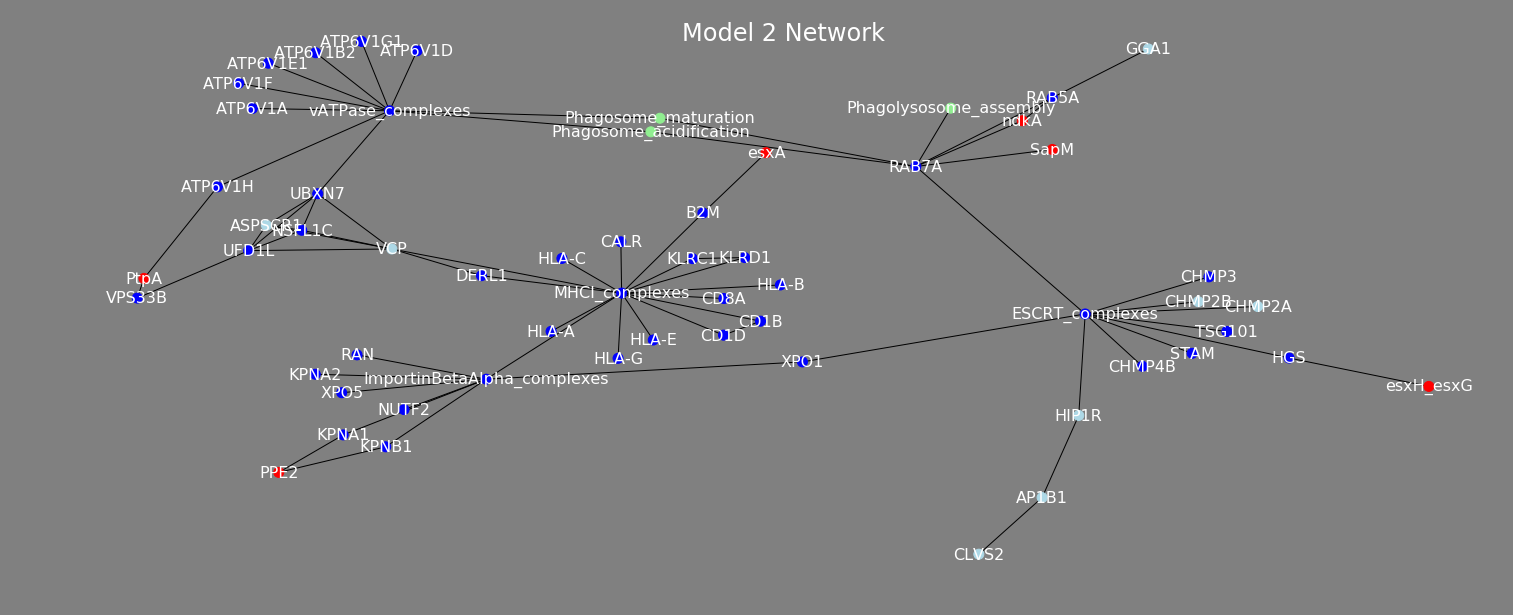 Model 2 Network
ATP6V1G1
GGA1
ATP6V1B2
ATP6V1D
ATP6V1E1
ATP6V1F
RAB5A
ATP6V1A
vATPase_complexes
Phagolysosome_assembly
Phagosome_maturation
ndkA
Phagosome_acidification
esxA
SapM
RAB7A
ATP6V1H
UBXN7
B2M
ASPSCR1
NSFL1C
CALR
UFD1L
VCP
HLA-C
KLRC1
KLRD1
DERL1
CHMP3
PtpA
HLA-B
MHCI_complexes
VPS33B
CD8A
CHMP2B
CHMP2A
ESCRT_complexes
CD1B
HLA-A
TSG101
CD1D
HLA-E
RAN
STAM
HLA-G
HGS
XPO1
CHMP4B
KPNA2
ImportinBetaAlpha_complexes
esxH_esxG
XPO5
NUTF2
HIP1R
KPNA1
KPNB1
PPE2
AP1B1
CLVS2